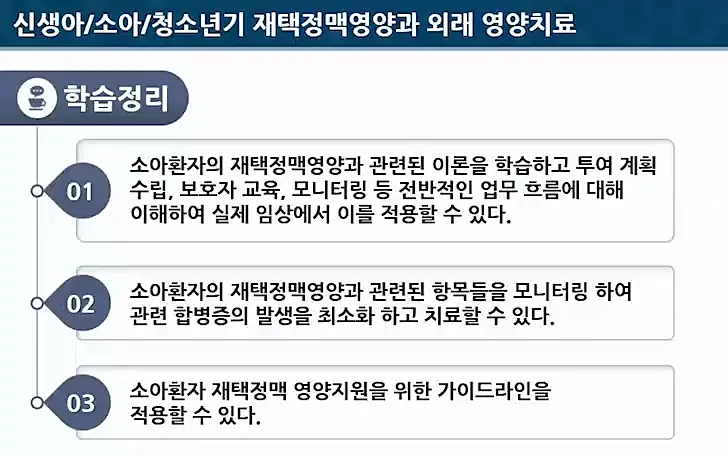 신생아/소아/청소년기 재택정맥영양과 외래 영양치료
학습정리
01
소아환자의 재택정맥영양과 관련된 이론을 학습하고 투여 계획
수립, 보호자 교육, 모니터링 등 전반적인 업무 흐름에 대해
이해하여 실제 임상에서 이를 적용할 수 있다.
02
소아환자의 재택정맥영양과 관련된 항목들을 모니터링 하여
관련 합병증의 발생을 최소화 하고 치료할 수 있다.
03
소아환자 재택정맥 영양지원을 위한 가이드라인을
적용할 수 있다.